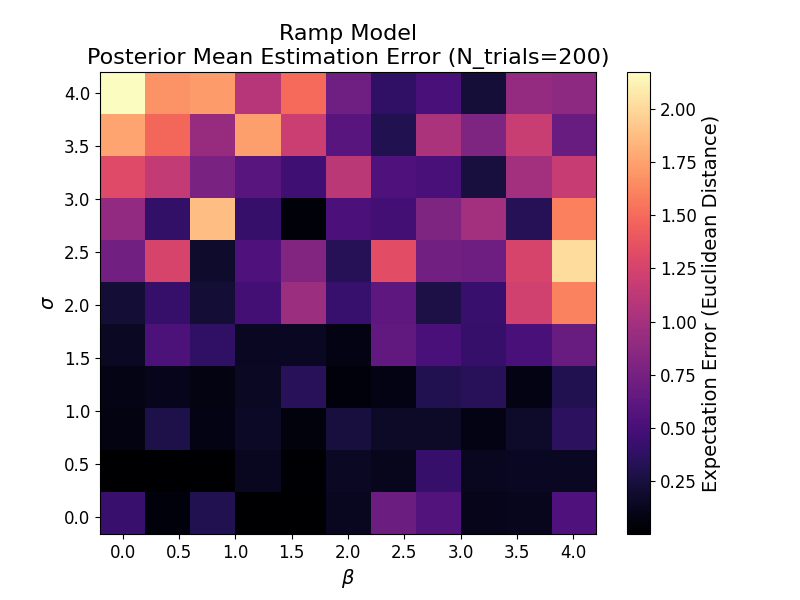 Ramp Model
Posterior Mean Estimation Error (N_trials=200)
4.0
3.5
3.0
2.5
2.0
1.5
1.0
0.5
0.0
σ
0.0 0.5 1.0 1.5 2.0 2.5 3.0 3.5 4.0
β
2.00
1.75
1.50
1.25
1.00
0.75
0.50
0.25
Expectation Error (Euclidean Distance)